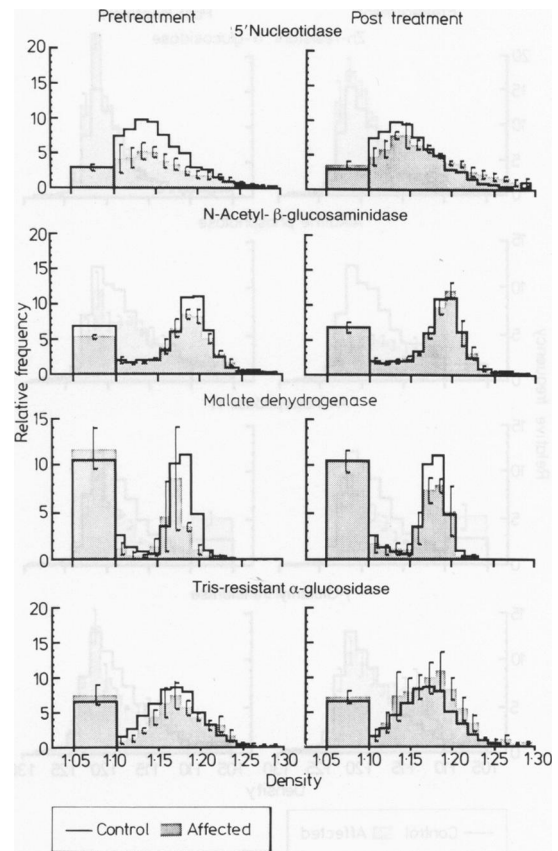 Pretreatment Post treatment
5'Nucleotidase
20
15
10
5
0
N-Acetyl-β-glucosaminidase
20
15
10
5
0
Malate dehydrogenase
15
10
5
0
Tris-resistant α-glucosidase
20
15
10
5
0
Relative frequency
1·05 1·10 1·15 1·20 1·25 1·30 1·05 1·10 1·15 1·20 1·25 1·30
Density
Control Affected